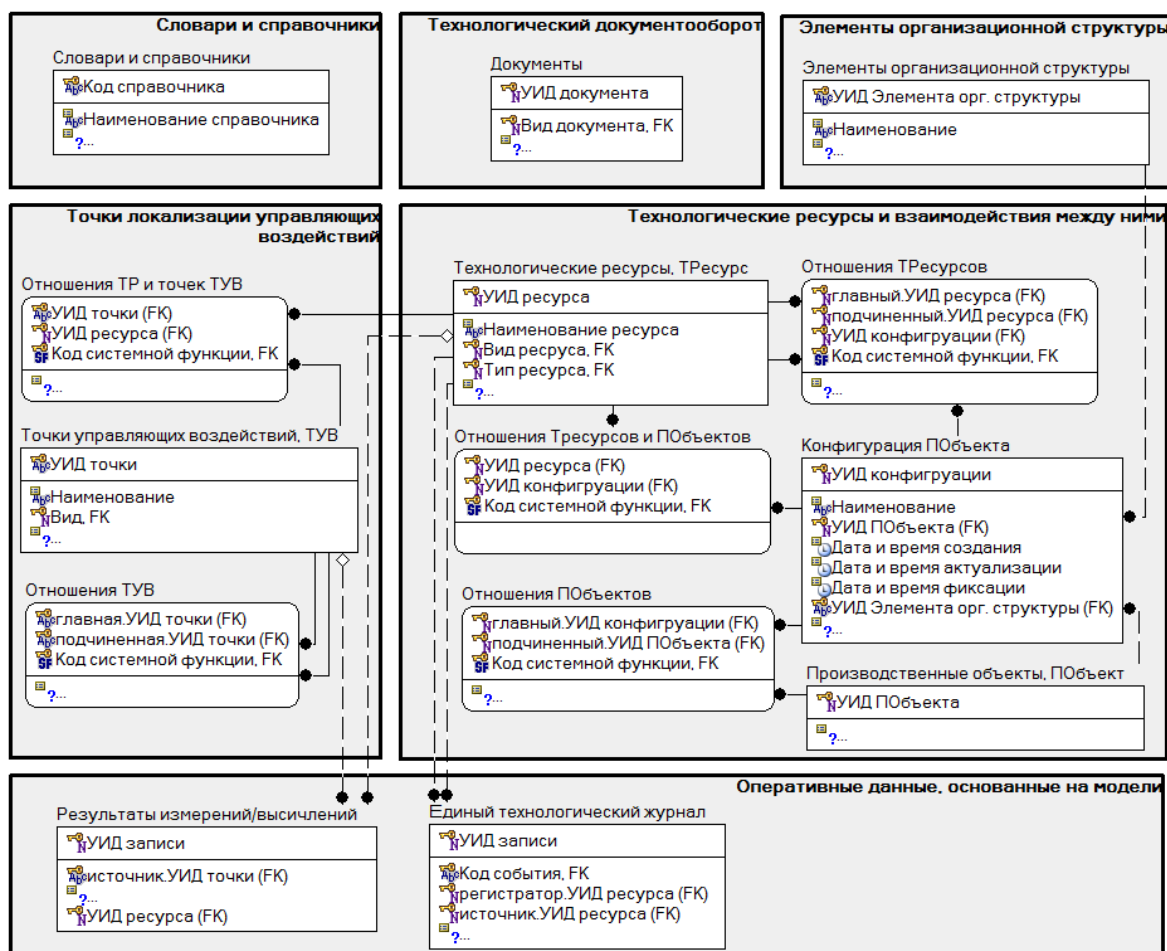 Словари и справочники
Словари и справочники
Код справочника
Наименование справочника
?...
Технологический документооборот
Документы
УИД документа
Вид документа, FK
?...
Элементы организационной структуры
Элементы организационной структуры
УИД Элемента орг. структуры
Наименование
?...
Точки локализации управляющих
воздействий
Отношения ТР и точек ТУВ
УИД точки (FK)
УИД ресурса (FK)
Код системной функции, FK
?...
Точки управляющих воздействий, ТУВ
УИД точки
Наименование
Вид, FK
?...
Отношения ТУВ
главная.УИД точки (FK)
подчиненная.УИД точки (FK)
Код системной функции, FK
?...
Технологические ресурсы и взаимодействия между ними
Технологические ресурсы, ТРесурс
УИД ресурса
Наименование ресурса
Вид ресруса, FK
Тип ресурса, FK
?...
Отношения ТРесурсов
главный.УИД ресурса (FK)
подчиненный.УИД ресурса (FK)
УИД конфигруации (FK)
Код системной функции, FK
?...
Отношения Тресурсов и ПОбъектов
УИД ресурса (FK)
УИД конфигруации (FK)
Код системной функции, FK
Конфигурация ПОбъекта
УИД конфигруации
Наименование
УИД ПОбъекта (FK)
Дата и время создания
Дата и время актуализации
Дата и время фиксации
УИД Элемента орг. структуры (FK)
?...
Отношения ПОбъектов
главный.УИД конфигруации (FK)
подчиненный.УИД ПОбъекта (FK)
Код системной функции, FK
?...
Производственные объекты, ПОбъект
УИД ПОбъекта
?...
Оперативные данные, основанные на модели
Результаты измерений/высичлений
УИД записи
источник.УИД точки (FK)
?...
УИД ресурса (FK)
Единый технологический журнал
УИД записи
Код события, FK
регистратор.УИД ресурса (FK)
источник.УИД ресурса (FK)
?...